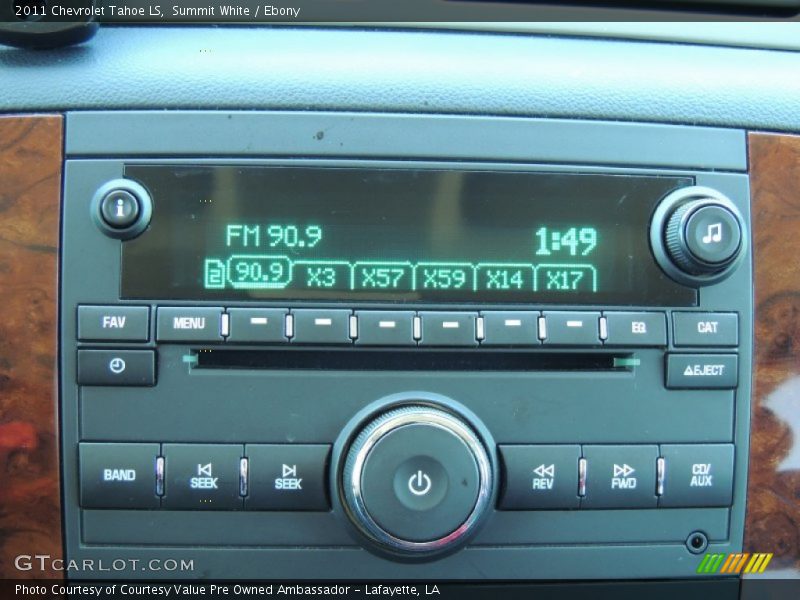 2011 Chevrolet Tahoe LS, Summit White / Ebony
i
FM 90.9 1:49
2 90.9 X3 X57 X59 X14 X17
FAV MENU EQ CAT
EJECT
BAND SEEK SEEK REV FWD CD/AUX
GTCARLOT.COM
Photo Courtesy of Courtesy Value Pre Owned Ambassador - Lafayette, LA